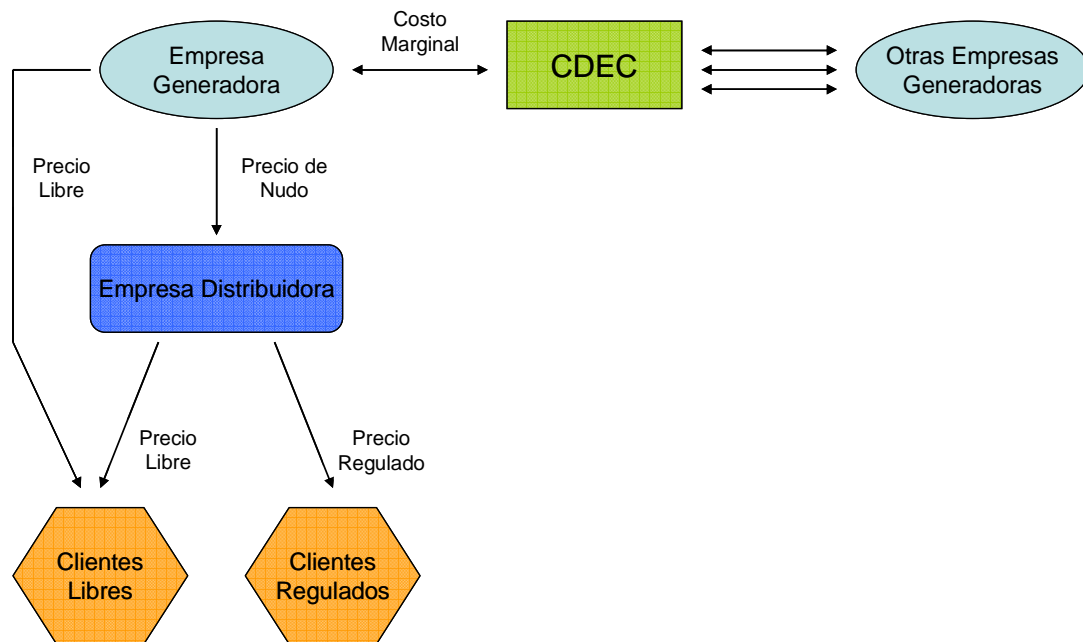 Costo
Marginal
Empresa
Generadora
CDEC
Otras Empresas
Generadoras
Precio
Libre
Precio de
Nudo
Empresa Distribuidora
Precio
Libre
Precio
Regulado
Clientes
Libres
Clientes
Regulados